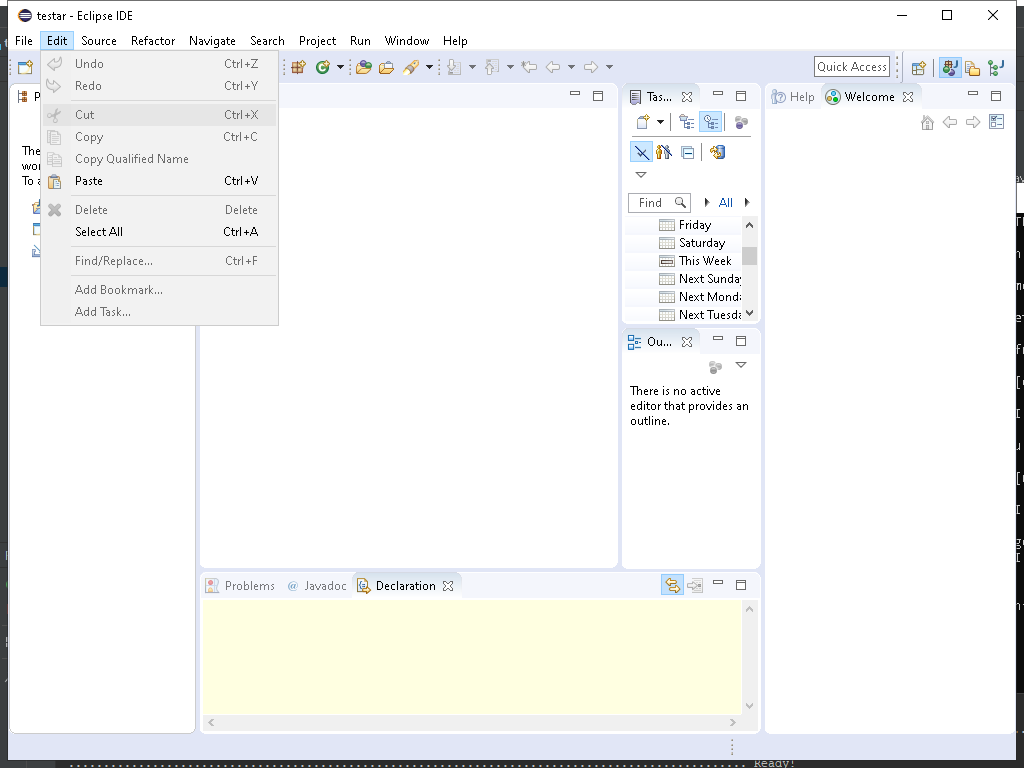 testar - Eclipse IDE
File Edit Source Refactor Navigate Search Project Run Window Help
Undo Ctrl+Z
Redo Ctrl+Y
Cut Ctrl+X
Copy Ctrl+C
Copy Qualified Name
Paste Ctrl+V
Delete Delete
Select All Ctrl+A
Find/Replace... Ctrl+F
Add Bookmark...
Add Task...
Quick Access
P
The
wor
To a
Tas...
Find
All
Friday
Saturday
This Week
Next Sunday
Next Monda
Next Tuesda
Ou...
There is no active
editor that provides an
outline.
Help Welcome
Problems @ Javadoc Declaration
Ready!